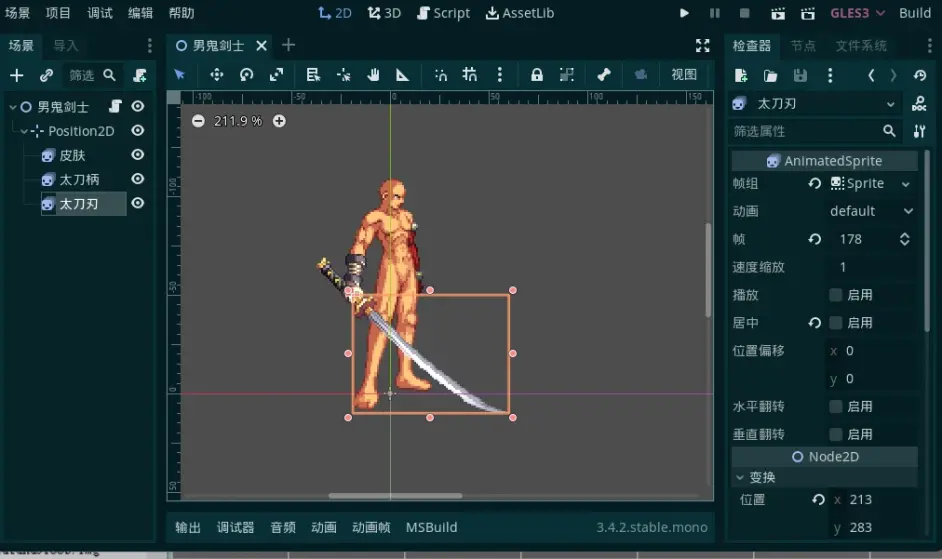 场景 项目 调试 编辑 帮助 2D 3D Script AssetLib GLES3 Build
场景 导入
筛选
男鬼剑士
Position2D
皮肤
太刀柄
太刀刃
男鬼剑士
视图
-100 -50 0 50 100 150
211.9 %
-100
-50
0
50
输出 调试器 音频 动画 动画帧 MSBuild 3.4.2.stable.mono
检查器 节点 文件系统
太刀刃 DOC
筛选属性
AnimatedSprite
帧组 Sprite
动画 default
帧 178
速度缩放 1
播放 启用
居中 启用
位置偏移 x 0
y 0
水平翻转 启用
垂直翻转 启用
Node2D
变换
位置 x 213
y 283